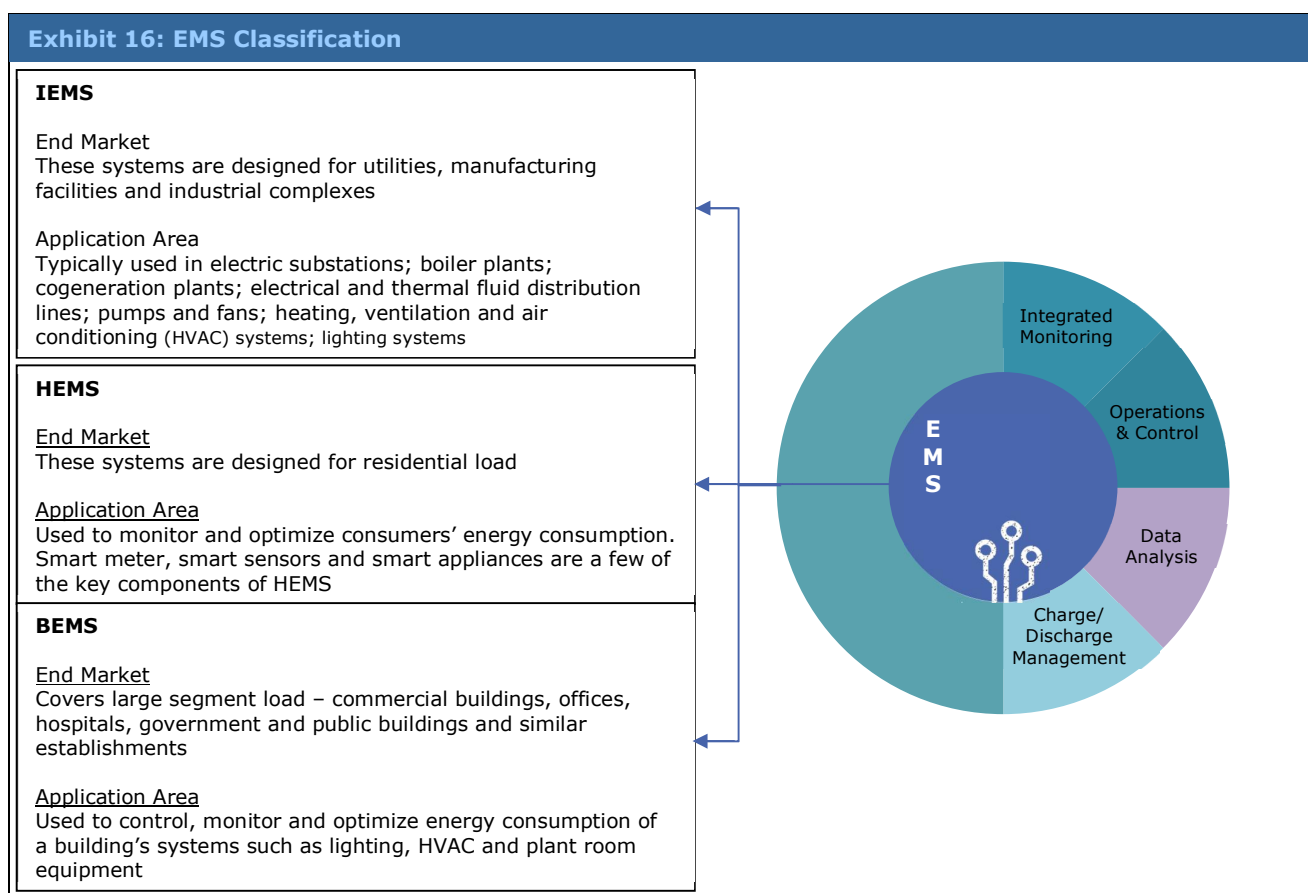 Exhibit 16: EMS Classification
IEMS
End Market
These systems are designed for utilities, manufacturing
facilities and industrial complexes
Application Area
Typically used in electric substations; boiler plants;
cogeneration plants; electrical and thermal fluid distribution
lines; pumps and fans; heating, ventilation and air
conditioning (HVAC) systems; lighting systems
HEMS
End Market
These systems are designed for residential load
Application Area
Used to monitor and optimize consumers’ energy consumption.
Smart meter, smart sensors and smart appliances are a few of
the key components of HEMS
BEMS
End Market
Covers large segment load – commercial buildings, offices,
hospitals, government and public buildings and similar
establishments
Application Area
Used to control, monitor and optimize energy consumption of
a building’s systems such as lighting, HVAC and plant room
equipment
E
M
S
Integrated
Monitoring
Operations
& Control
Data
Analysis
Charge/
Discharge
Management